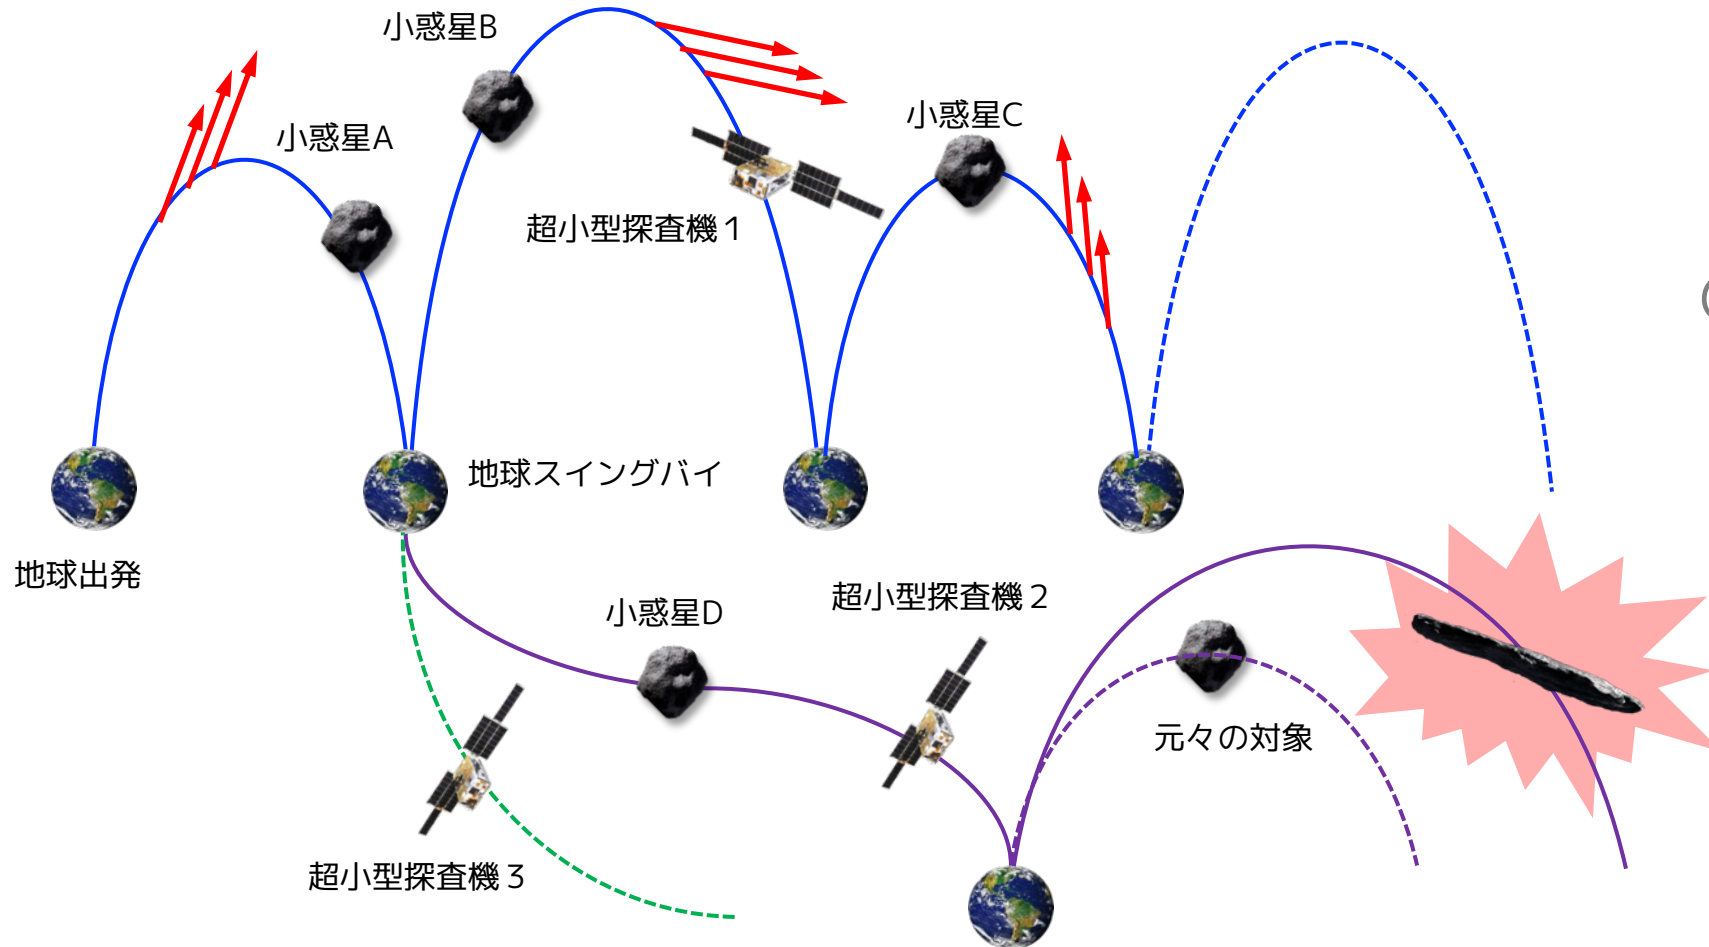 小惑星B
小惑星A
小惑星C
超小型探査機１
地球スイングバイ
地球出発
超小型探査機２
小惑星D
元々の対象
超小型探査機３